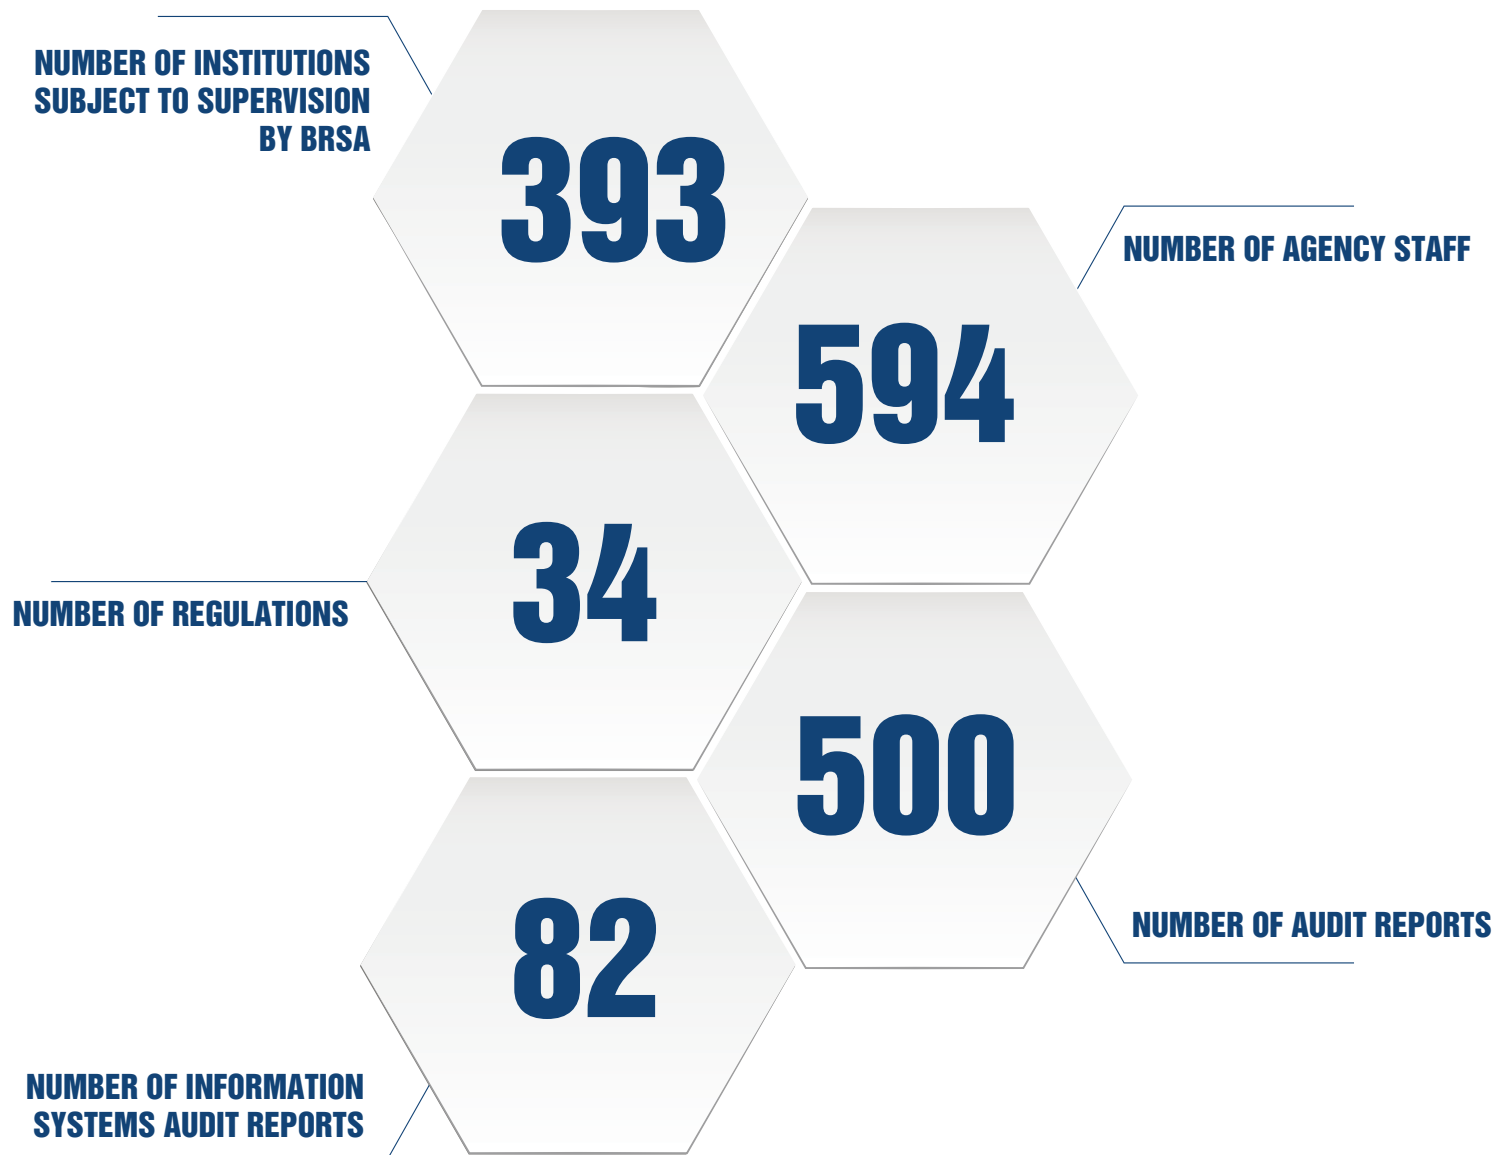 NUMBER OF INSTITUTIONS
SUBJECT TO SUPERVISION
BY BRSA
393
NUMBER OF AGENCY STAFF
594
34
NUMBER OF REGULATIONS
500
NUMBER OF AUDIT REPORTS
82
NUMBER OF INFORMATION
SYSTEMS AUDIT REPORTS